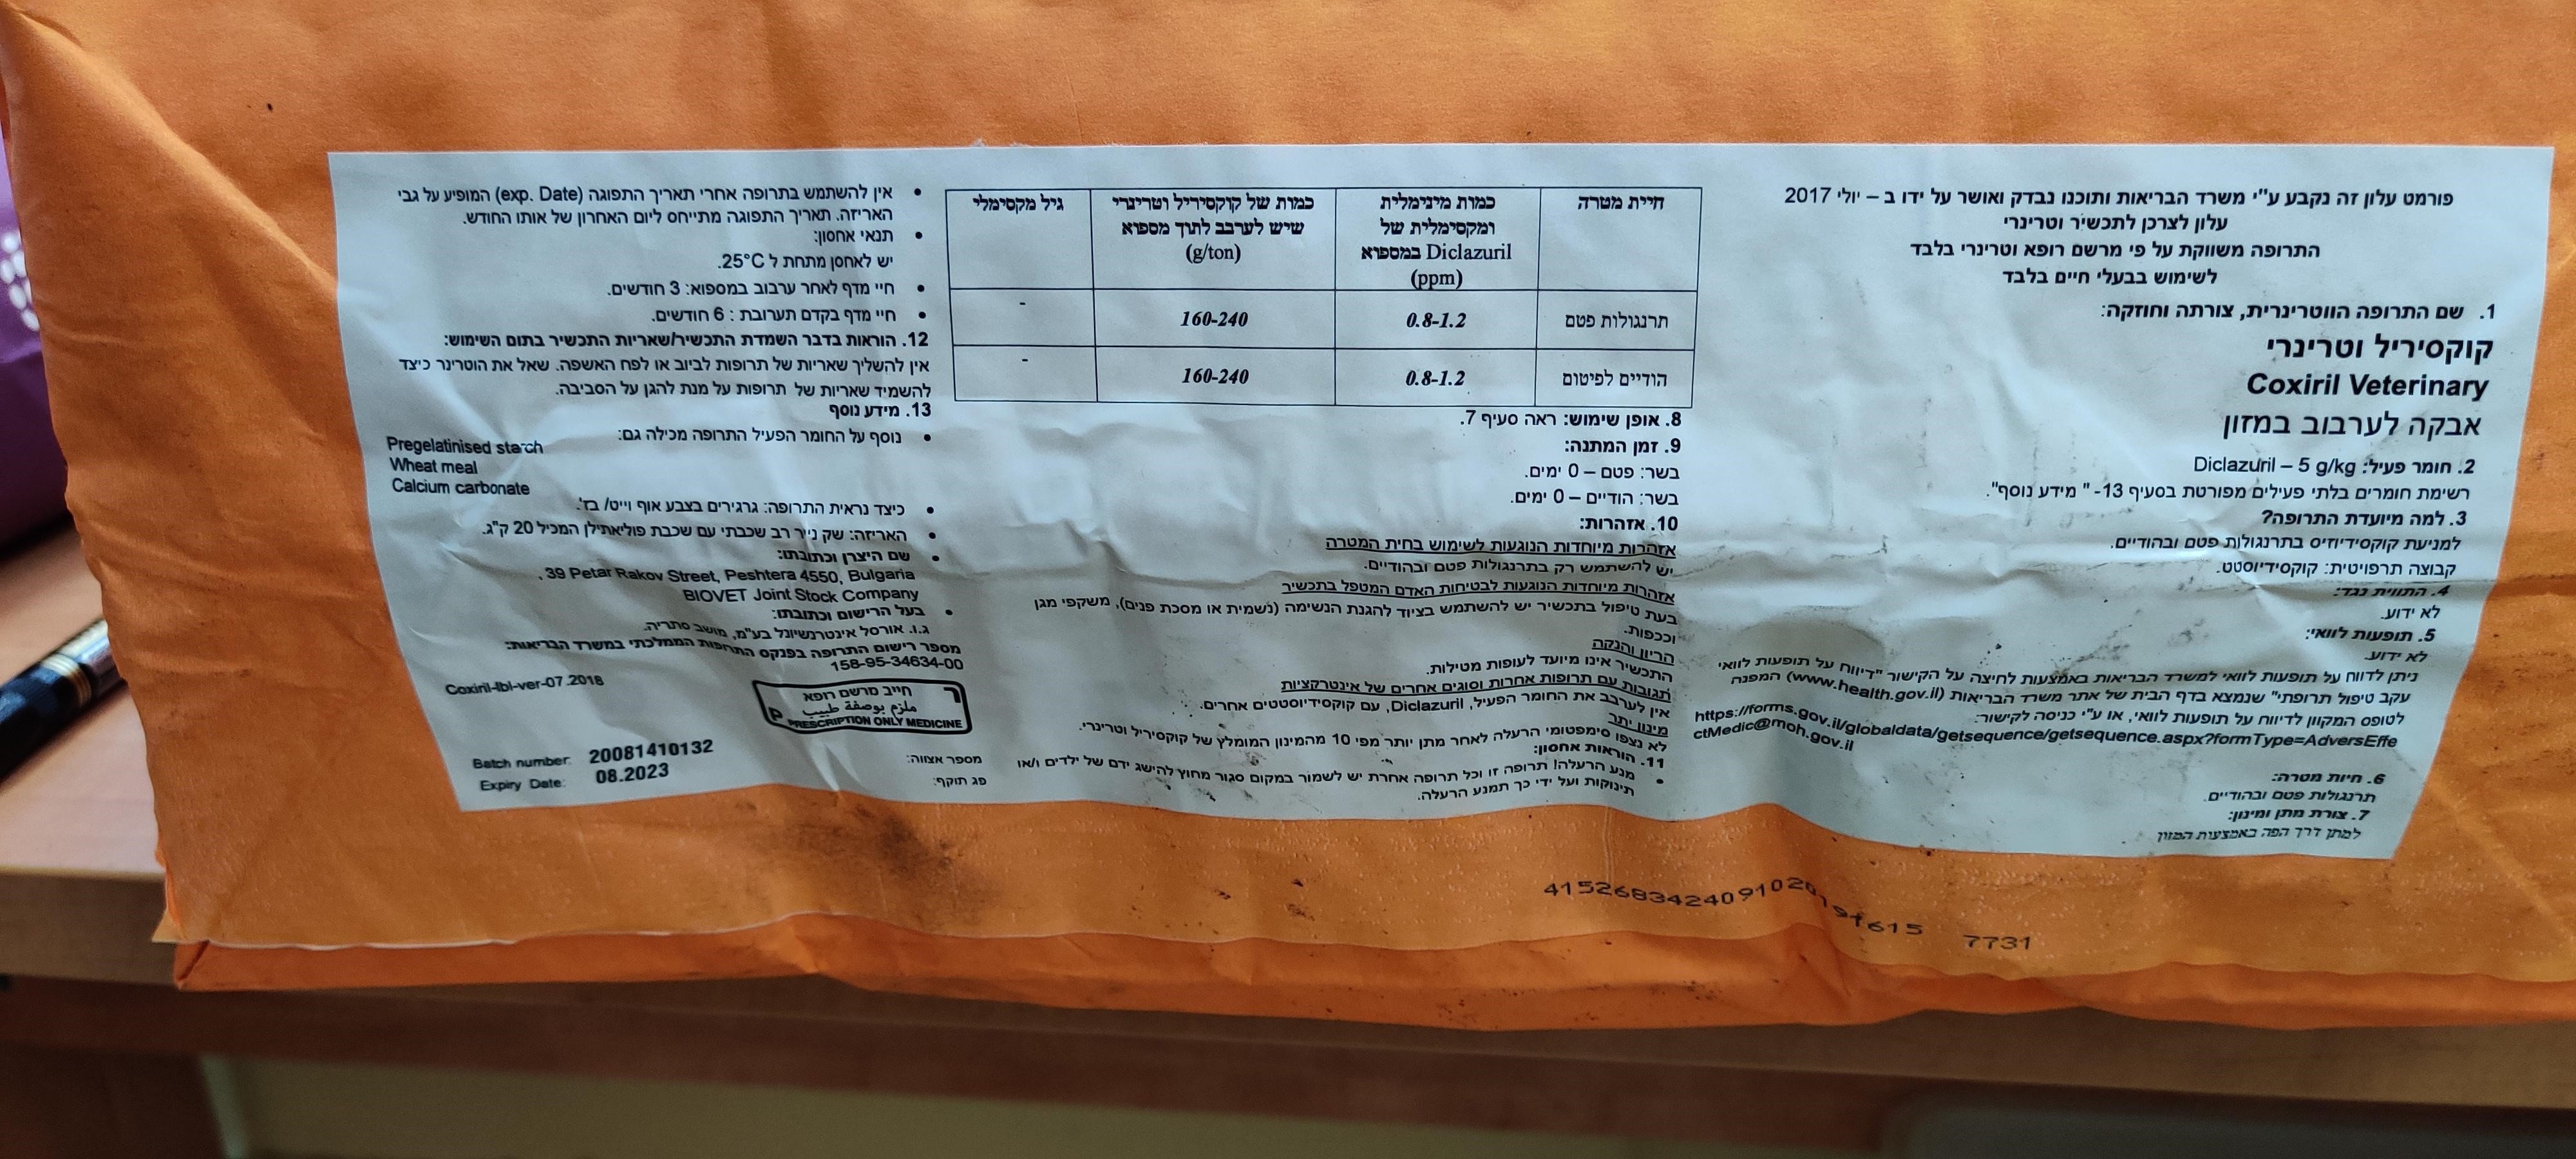 פורמט עלון זה נקבע ע"י משרד הבריאות ותוכנו נבדק ואושר על ידו ב – יולי 2017
עלון לצרכן לתכשיר וטרינרי
התרופה משווקת על פי מרשם רופא וטרינרי בלבד
לשימוש בבעלי חיים בלבד
1. שם התרופה הווטרינרית, צורתה וחוזקה:
קוקסיריל וטרינרי
Coxiril Veterinary
אבקה לערבוב במזון
2. חומר פעיל: Diclazuril – 5 g/kg
רשימת חומרים בלתי פעילים מפורטת בסעיף 13- " מידע נוסף".
3. למה מיועדת התרופה?
למניעת קוקסידיוזיס בתרנגולות פטם ובהודיים.
קבוצה תרפויטית: קוקסידיוסטט.
4. התווית נגד:
לא ידוע.
5. תופעות לוואי:
לא ידוע.
ניתן לדווח על תופעות לוואי למשרד הבריאות באמצעות לחיצה על הקישור "דיווח על תופעות לוואי
עקב טיפול תרופתי" שנמצא בדף הבית של אתר משרד הבריאות (www.health.gov.il) המפנה
לטופס המקוון לדיווח על תופעות לוואי, או ע"י כניסה לקישור:
https://forms.gov.il/globaldata/getsequence/getsequence.aspx?formType=AdversEffe
ctMedic@moh.gov.il
6. חיות מטרה:
תרנגולות פטם ובהודיים.
7. צורת מתן ומינון:
למתן דרך הפה באמצעות המזון
חיית מטרה
כמות מינימלית
ומקסימלית של
Diclazuril במספוא
(ppm)
כמות של קוקסיריל וטרינרי
שיש לערבב לתוך מספוא
(g/ton)
גיל מקסימלי
תרנגולות פטם 0.8-1.2 160-240 -
הודיים לפיטום 0.8-1.2 160-240 -
8. אופן שימוש: ראה סעיף 7.
9. זמן המתנה:
בשר: פטם – 0 ימים.
בשר: הודיים – 0 ימים.
10. אזהרות:
אזהרות מיוחדות הנוגעות לשימוש בחית המטרה
יש להשתמש רק בתרנגולות פטם ובהודיים.
אזהרות מיוחדות הנוגעות לבטיחות האדם המטפל בתכשיר
בעת טיפול בתכשיר יש להשתמש בציוד להגנת הנשימה (נשמית או מסכת פנים), משקפי מגן
וכפפות.
הריון והנקה
התכשיר אינו מיועד לעופות מטילות.
תגובות עם תרופות אחרות וסוגים אחרים של אינטרקציות
אין לערבב את החומר הפעיל, Diclazuril, עם קוקסידיוסטטים אחרים.
מינון יתר
לא נצפו סימפטומי הרעלה לאחר מתן יותר מפי 10 מהמינון המומלץ של קוקסיריל וטרינרי.
11. הוראות אחסון:
• מנע הרעלה! תרופה זו וכל תרופה אחרת יש לשמור במקום סגור מחוץ להישג ידם של ילדים ו/או
תינוקות ועל ידי כך תמנע הרעלה.
• אין להשתמש בתרופה אחרי תאריך התפוגה (exp. Date) המופיע על גבי
האריזה. תאריך התפוגה מתייחס ליום האחרון של אותו החודש.
• תנאי אחסון:
יש לאחסן מתחת ל 25°C.
• חיי מדף לאחר ערבוב במספוא: 3 חודשים.
• חיי מדף בקדם תערובת : 6 חודשים.
12. הוראות בדבר השמדת התכשיר/שאריות התכשיר בתום השימוש:
אין להשליך שאריות של תרופות לביוב או לפח האשפה. שאל את הוטרינר כיצד
להשמיד שאריות של תרופות על מנת להגן על הסביבה.
13. מידע נוסף
• נוסף על החומר הפעיל התרופה מכילה גם:
Pregelatinised starch
Wheat meal
Calcium carbonate
• כיצד נראית התרופה: גרגירים בצבע אוף וייט/ בז'.
• האריזה: שק נייר רב שכבתי עם שכבת פוליאתילן המכיל 20 ק"ג.
• שם היצרן וכתובתו:
39 Petar Rakov Street, Peshtera 4550, Bulgaria ,
BIOVET Joint Stock Company
• בעל הרישום וכתובתו:
ג.ו. אורסל אינטרנשיונל בע"מ, מושב סתריה.
מספר רישום התרופה בפנקס התרופות הממלכתי במשרד הבריאות:
158-95-34634-00
Coxiril-lbl-ver-07.2018
חייב מרשם רופא
ملزم بوصفة طبيب
PRESCRIPTION ONLY MEDICINE
Batch number: 20081410132 מספר אצווה:
Expiry Date: 08.2023 פג תוקף:
7731